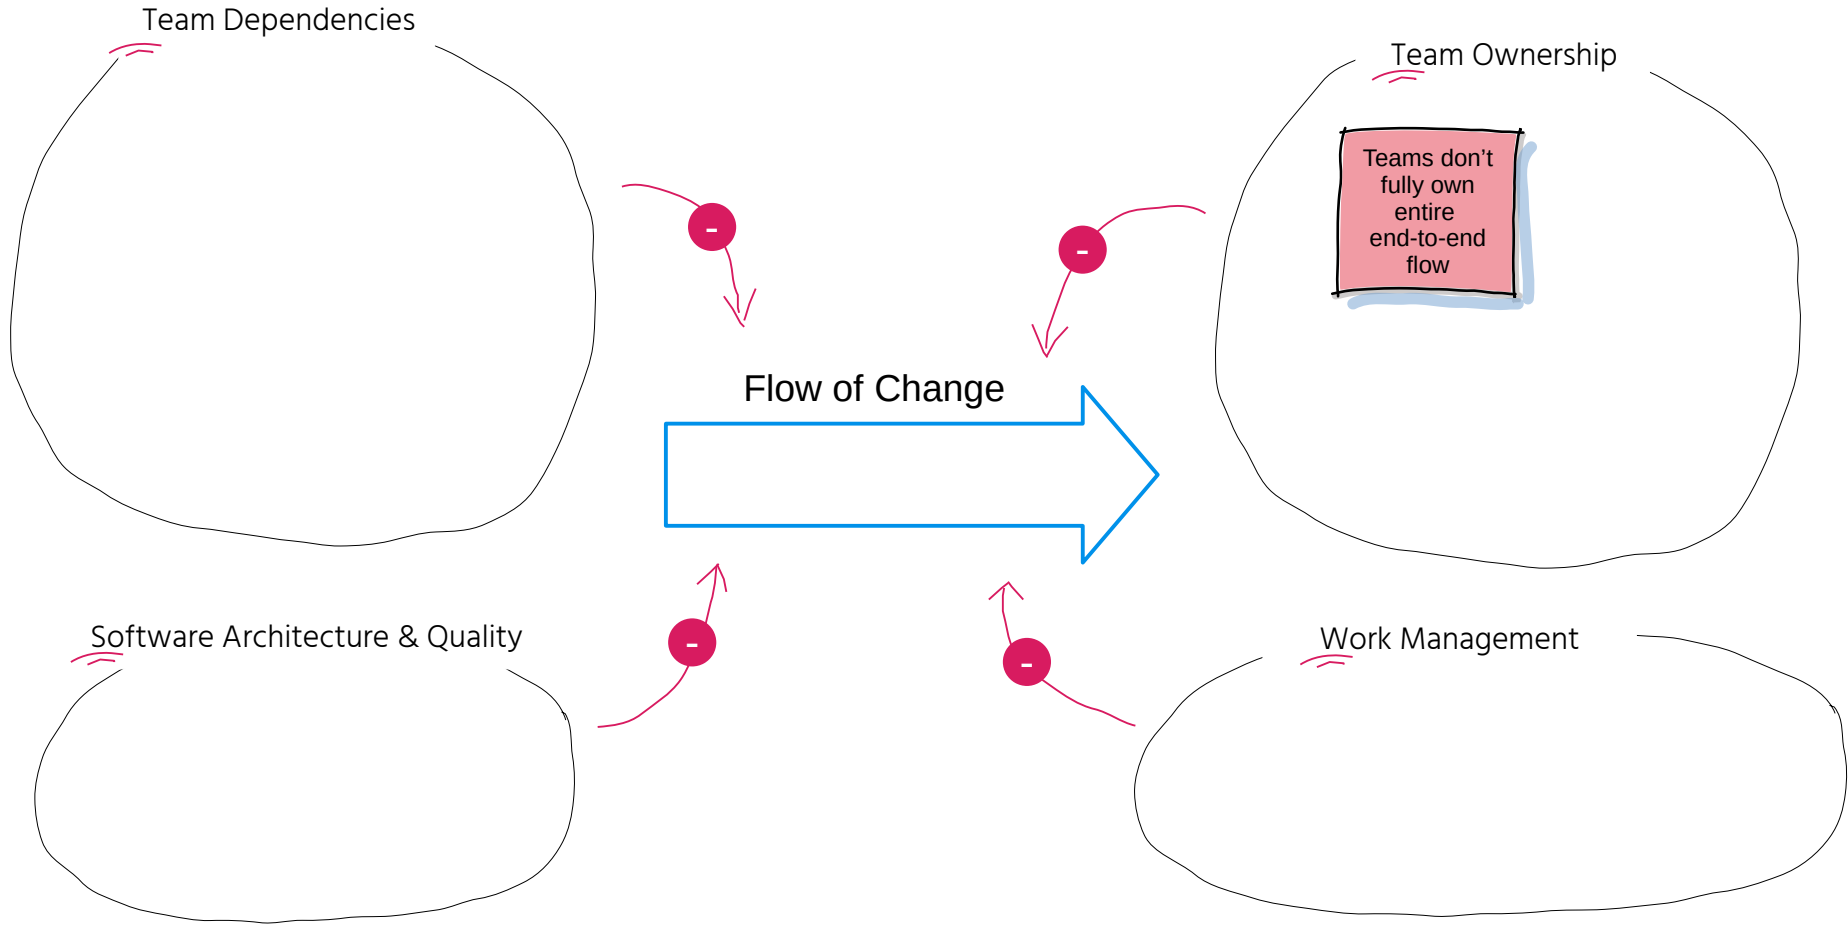 Team Dependencies
Team Ownership
Teams don’t
fully own
entire
end-to-end
flow
-
-
Flow of Change
Software Architecture & Quality
-
Work Management
-